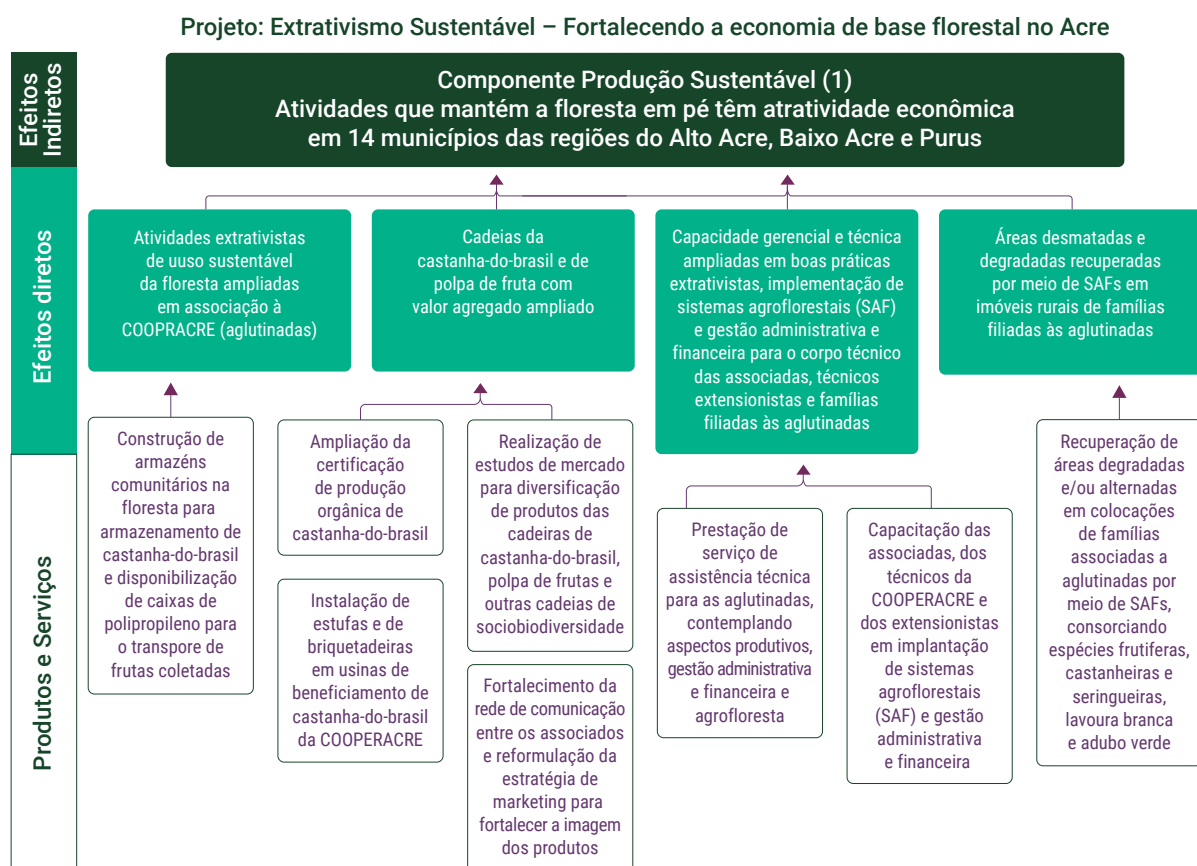 Projeto: Extrativismo Sustentável – Fortalecendo a economia de base florestal no Acre
Efeitos
Indiretos
Componente Produção Sustentável (1)
Atividades que mantém a floresta em pé têm atratividade econômica
em 14 municípios das regiões do Alto Acre, Baixo Acre e Purus
Efeitos diretos
Atividades extrativistas
de uuso sustentável
da floresta ampliadas
em associação à
COOPRACRE (aglutinadas)
Cadeias da
castanha-do-brasil e de
polpa de fruta com
valor agregado ampliado
Capacidade gerencial e técnica
ampliadas em boas práticas
extrativistas, implementação de
sistemas agroflorestais (SAF)
e gestão administrativa e
financeira para o corpo técnico
das associadas, técnicos
extensionistas e famílias
filiadas às aglutinadas
Áreas desmatadas e
degradadas recuperadas
por meio de SAFs em
imóveis rurais de famílias
filiadas às aglutinadas
Produtos e Serviços
Construção de
armazéns
comunitários na
floresta para
armazenamento de
castanha-do-brasil
e disponibilização
de caixas de
polipropileno para
o transpore de
frutas coletadas
Ampliação da
certificação
de produção
orgânica de
castanha-do-brasil
Instalação de
estufas e de
briquetadeiras
em usinas de
beneficiamento de
castanha-do-brasil
da COOPERACRE
Realização de
estudos de mercado
para diversificação
de produtos das
cadeiras de
castanha-do-brasil,
polpa de frutas e
outras cadeias de
sociobiodiversidade
Fortalecimento da
rede de comunicação
entre os associados
e reformulação da
estratégia de
marketing para
fortalecer a imagem
dos produtos
Prestação de
serviço de
assistência técnica
para as aglutinadas,
contemplando
aspectos produtivos,
gestão administrativa
e financeira e
agrofloresta
Capacitação das
associadas, dos
técnicos da
COOPERACRE e
dos extensionistas
em implantação
de sistemas
agroflorestais
(SAF) e gestão
administrativa
e financeira
Recuperação de
áreas degradadas
e/ou alternadas
em colocações
de famílias
associadas a
aglutinadas por
meio de SAFs,
consorciando
espécies frutiferas,
castanheiras e
seringueiras,
lavoura branca
e adubo verde